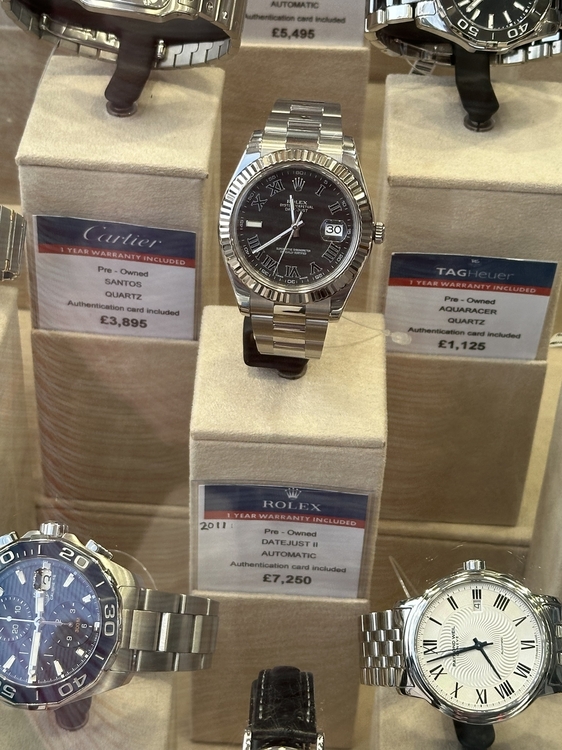 AUTOMATIC
Authentication card included
£5,495
ROLEX
30
Cartier
1 YEAR WARRANTY INCLUDED
Pre - Owned
SANTOS
QUARTZ
Authentication card included
£3,895
TAGHeuer
1 YEAR WARRANTY INCLUDED
Pre - Owned
AQUARACER
QUARTZ
Authentication card included
£1,125
ROLEX
1 YEAR WARRANTY INCLUDED
2011
Pre - Owned
DATEJUST II
AUTOMATIC
Authentication card included
£7,250
20
30
40
50